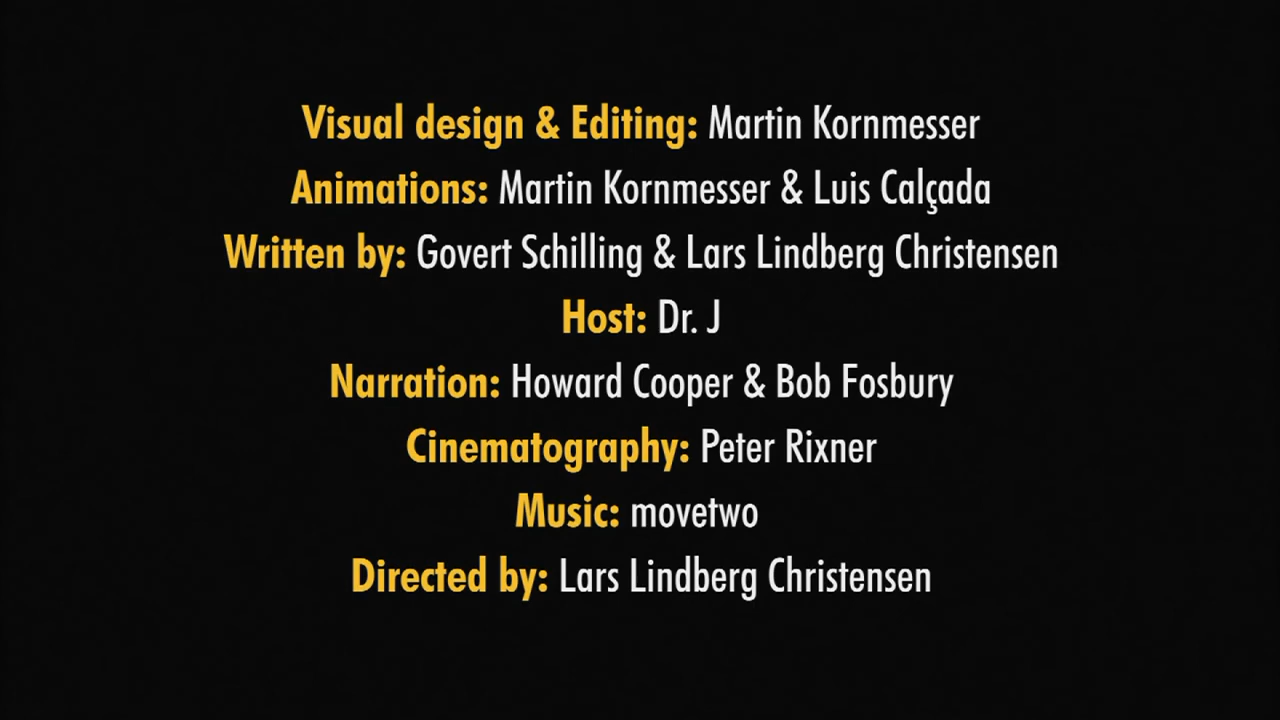 Visual design & Editing: Martin Kornmesser
Animations: Martin Kornmesser & Luis Calçada
Written by: Govert Schilling & Lars Lindberg Christensen
Host: Dr. J
Narration: Howard Cooper & Bob Fosbury
Cinematography: Peter Rixner
Music: movetwo
Directed by: Lars Lindberg Christensen